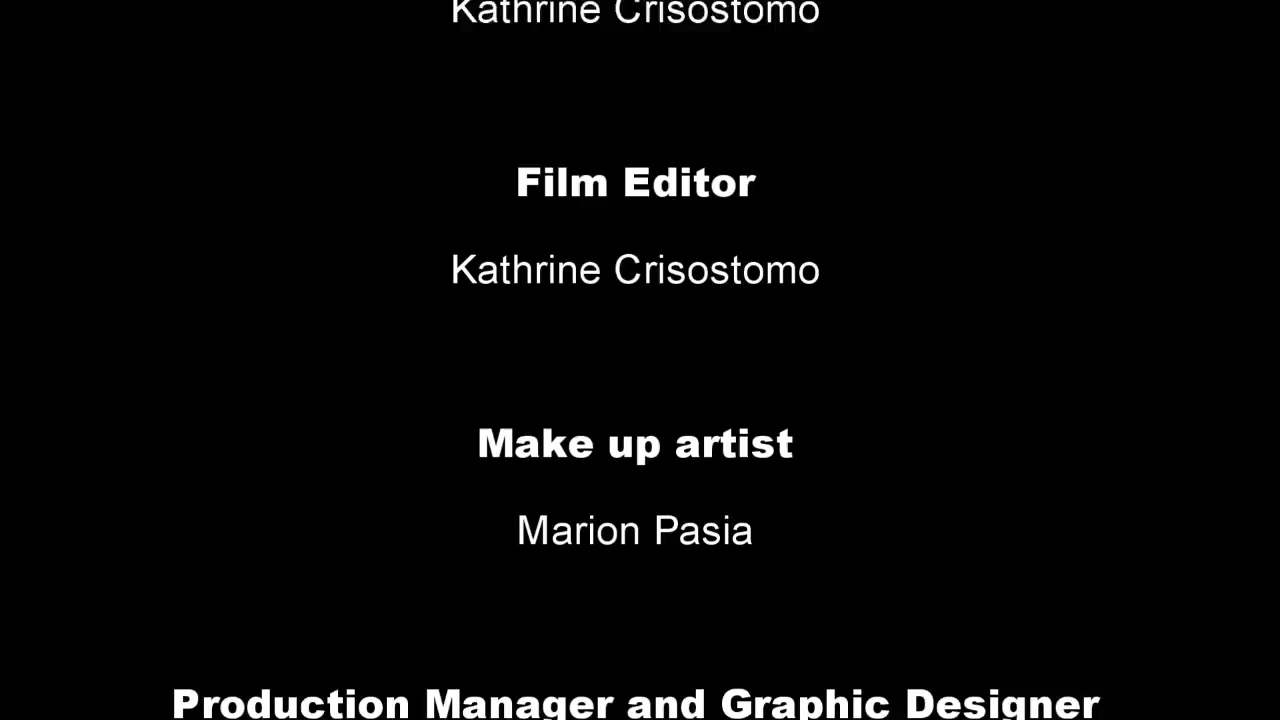 Kathrine Crisostomo
Film Editor
Kathrine Crisostomo
Make up artist
Marion Pasia
Production Manager and Graphic Designer